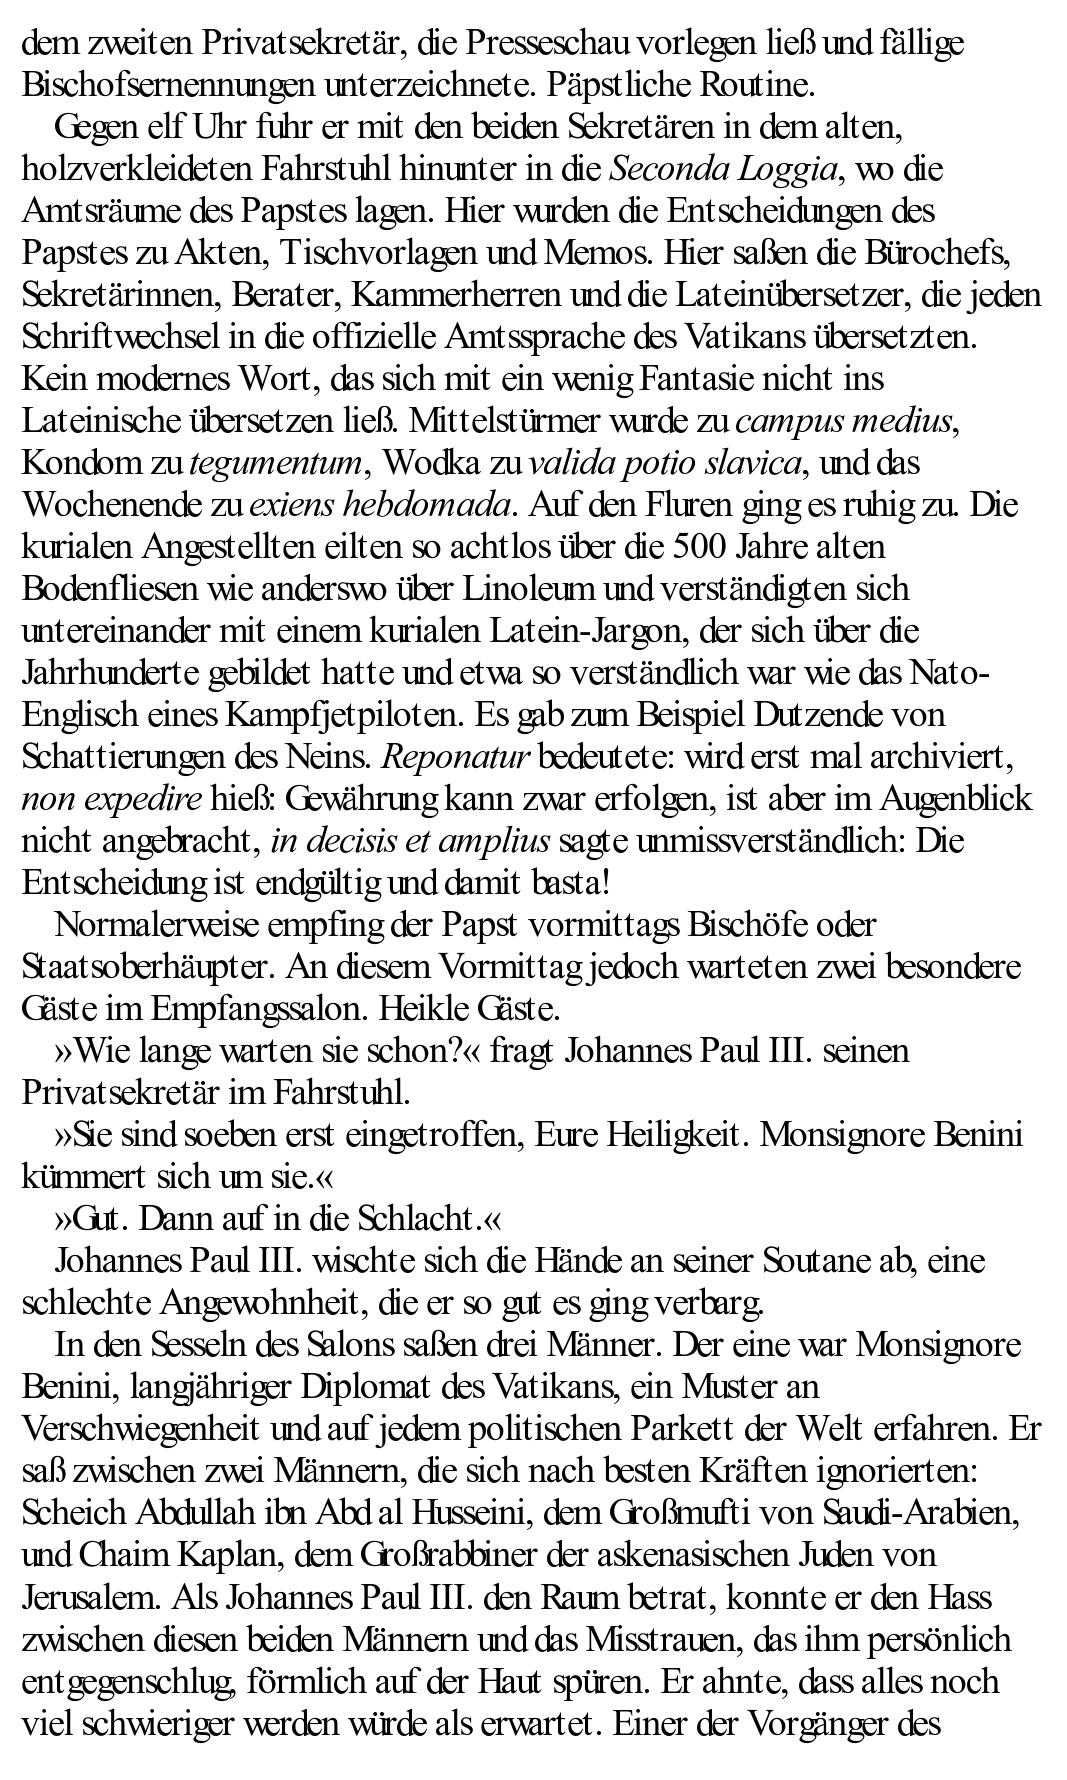 dem zweiten Privatsekretär, die Presseschau vorlegen ließ und fällige
Bischofsernennungen unterzeichnete. Päpstliche Routine.
Gegen elf Uhr fuhr er mit den beiden Sekretären in dem alten,
holzverkleideten Fahrstuhl hinunter in die Seconda Loggia, wo die
Amtsräume des Papstes lagen. Hier wurden die Entscheidungen des
Papstes zu Akten, Tischvorlagen und Memos. Hier saßen die Bürochefs,
Sekretärinnen, Berater, Kammerherren und die Lateinübersetzer, die jeden
Schriftwechsel in die offizielle Amtssprache des Vatikans übersetzten.
Kein modernes Wort, das sich mit ein wenig Fantasie nicht ins
Lateinische übersetzen ließ. Mittelstürmer wurde zu campus medius,
Kondom zu tegumentum, Wodka zu valida potio slavica, und das
Wochenende zu exiens hebdomada. Auf den Fluren ging es ruhig zu. Die
kurialen Angestellten eilten so achtlos über die 500 Jahre alten
Bodenfliesen wie anderswo über Linoleum und verständigten sich
untereinander mit einem kurialen Latein-Jargon, der sich über die
Jahrhunderte gebildet hatte und etwa so verständlich war wie das Nato-
Englisch eines Kampfjetpiloten. Es gab zum Beispiel Dutzende von
Schattierungen des Neins. Reponatur bedeutete: wird erst mal archiviert,
non expedire hieß: Gewährung kann zwar erfolgen, ist aber im Augenblick
nicht angebracht, in decisis et amplius sagte unmissverständlich: Die
Entscheidung ist endgültig und damit basta!
Normalerweise empfing der Papst vormittags Bischöfe oder
Staatsoberhäupter. An diesem Vormittag jedoch warteten zwei besondere
Gäste im Empfangssalon. Heikle Gäste.
»Wie lange warten sie schon?« fragt Johannes Paul III. seinen
Privatsekretär im Fahrstuhl.
»Sie sind soeben erst eingetroffen, Eure Heiligkeit. Monsignore Benini
kümmert sich um sie.«
»Gut. Dann auf in die Schlacht.«
Johannes Paul III. wischte sich die Hände an seiner Soutane ab, eine
schlechte Angewohnheit, die er so gut es ging verbarg.
In den Sesseln des Salons saßen drei Männer. Der eine war Monsignore
Benini, langjähriger Diplomat des Vatikans, ein Muster an
Verschwiegenheit und auf jedem politischen Parkett der Welt erfahren. Er
saß zwischen zwei Männern, die sich nach besten Kräften ignorierten:
Scheich Abdullah ibn Abd al Husseini, dem Großmufti von Saudi-Arabien,
und Chaim Kaplan, dem Großrabbiner der askenasischen Juden von
Jerusalem. Als Johannes Paul III. den Raum betrat, konnte er den Hass
zwischen diesen beiden Männern und das Misstrauen, das ihm persönlich
entgegenschlug, förmlich auf der Haut spüren. Er ahnte, dass alles noch
viel schwieriger werden würde als erwartet. Einer der Vorgänger des